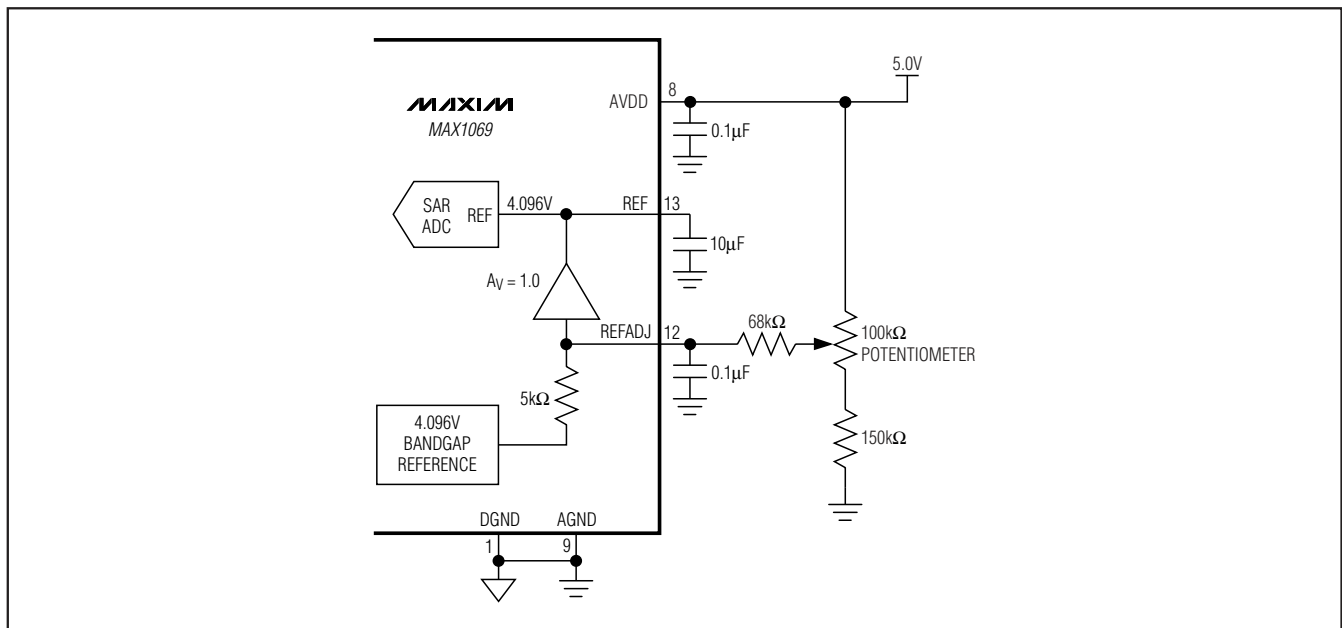 5.0V
8
AVDD
MAXIM
MAX1069
0.1µF
SAR
ADC
REF
4.096V
REF
13
10µF
AV = 1.0
REFADJ
12
68kΩ
100kΩ
POTENTIOMETER
0.1µF
5kΩ
4.096V
BANDGAP
REFERENCE
150kΩ
DGND
AGND
1
9